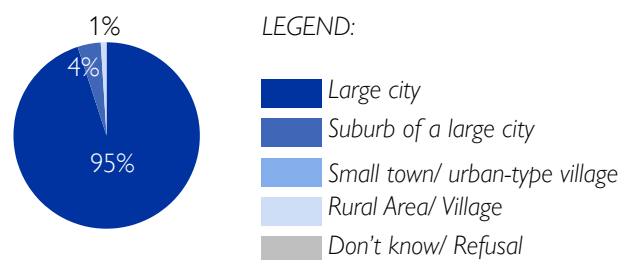 1%
4%
95%
LEGEND:
Large city
Suburb of a large city
Small town/ urban-type village
Rural Area/ Village
Don’t know/ Refusal